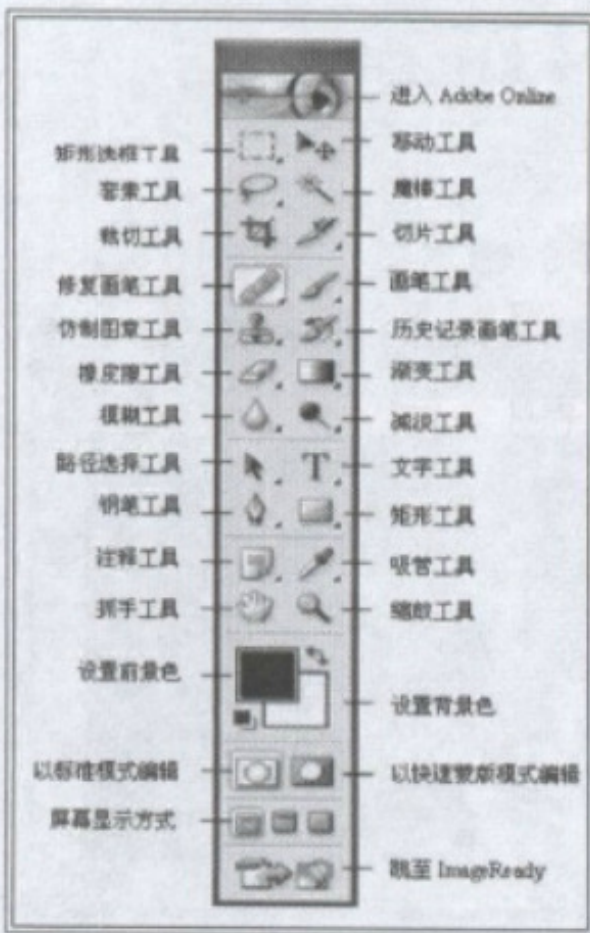 进入 Adobe Online
矩形选框工具
移动工具
套索工具
魔棒工具
裁切工具
切片工具
修复画笔工具
画笔工具
仿制图章工具
历史记录画笔工具
橡皮擦工具
渐变工具
模糊工具
减淡工具
路径选择工具
T
文字工具
钢笔工具
矩形工具
注释工具
吸管工具
抓手工具
缩放工具
设置前景色
设置背景色
以标准模式编辑
以快速蒙版模式编辑
屏幕显示方式
跳至 ImageReady